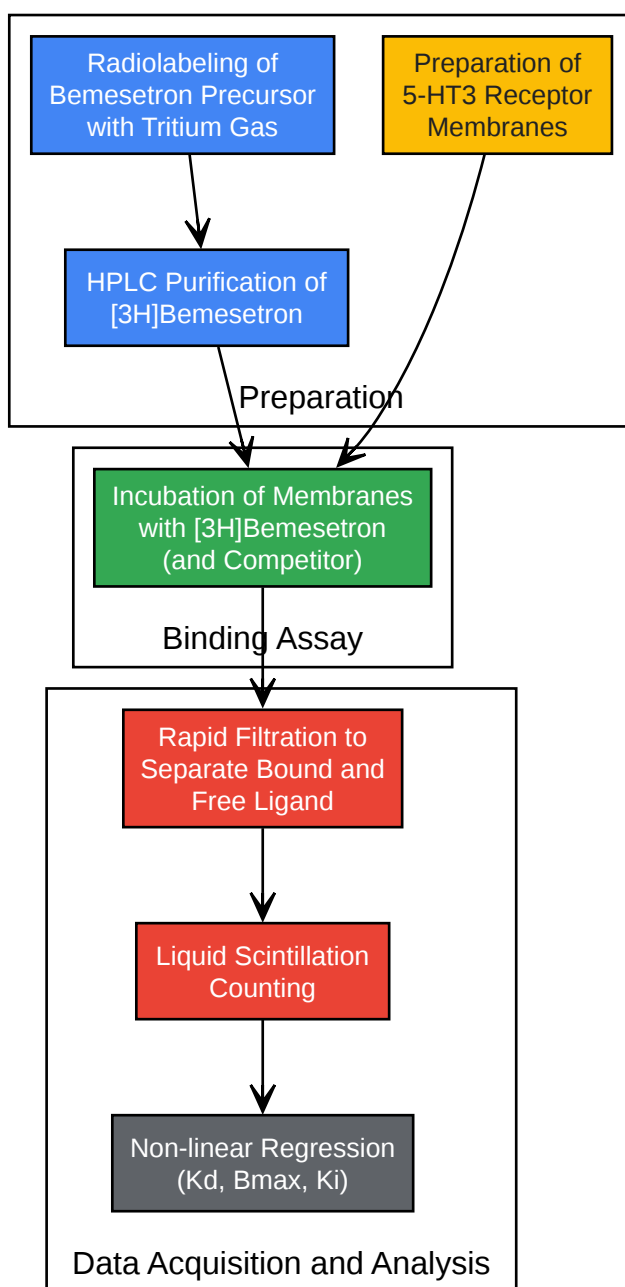 Radiolabeling of
Bemesetron Precursor
with Tritium Gas
Preparation of
5-HT3 Receptor
Membranes
HPLC Purification of
[3H]Bemesetron
Preparation
Incubation of Membranes
with [3H]Bemesetron
(and Competitor)
Binding Assay
Rapid Filtration to
Separate Bound and
Free Ligand
Liquid Scintillation
Counting
Non-linear Regression
(Kd, Bmax, Ki)
Data Acquisition and Analysis